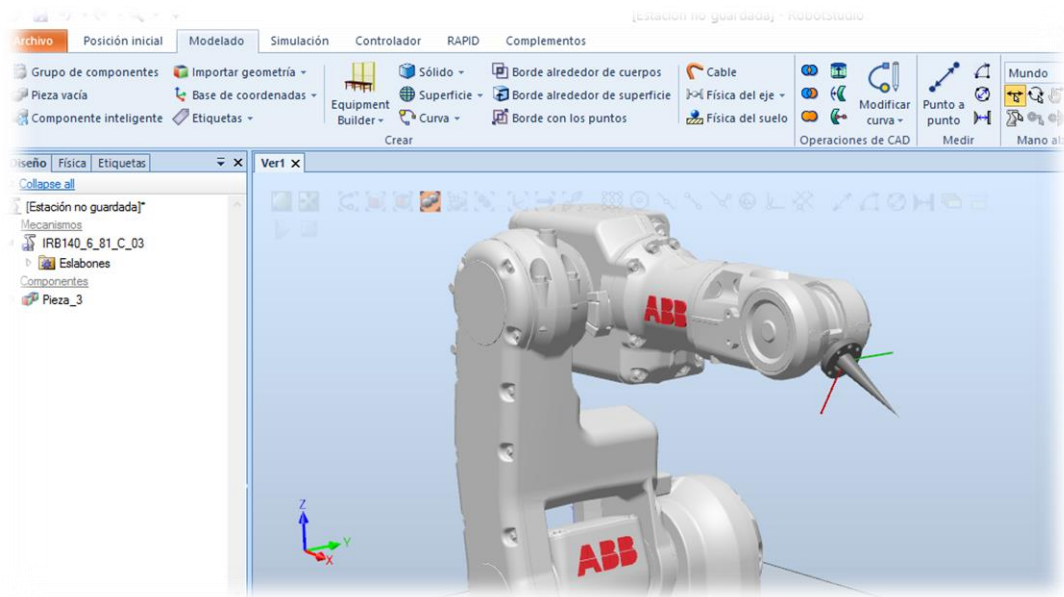 [Estación no guardada] - RobotStudio
Archivo Posición inicial Modelado Simulación Controlador RAPID Complementos
Grupo de componentes Importar geometría Sólido Borde alrededor de cuerpos Cable Mundo
Pieza vacía Base de coordenadas Equipment Builder Superficie Borde alrededor de superficie Física del eje Modificar curva Punto a punto
Componente inteligente Etiquetas Curva Borde con los puntos Física del suelo
Crear Operaciones de CAD Medir Mano
Diseño Física Etiquetas Ver1
Collapse all
[Estación no guardada]*
Mecanismos
IRB140_6_81_C_03
Eslabones
Componentes
Pieza_3
ABB
ABB
Z
Y
X